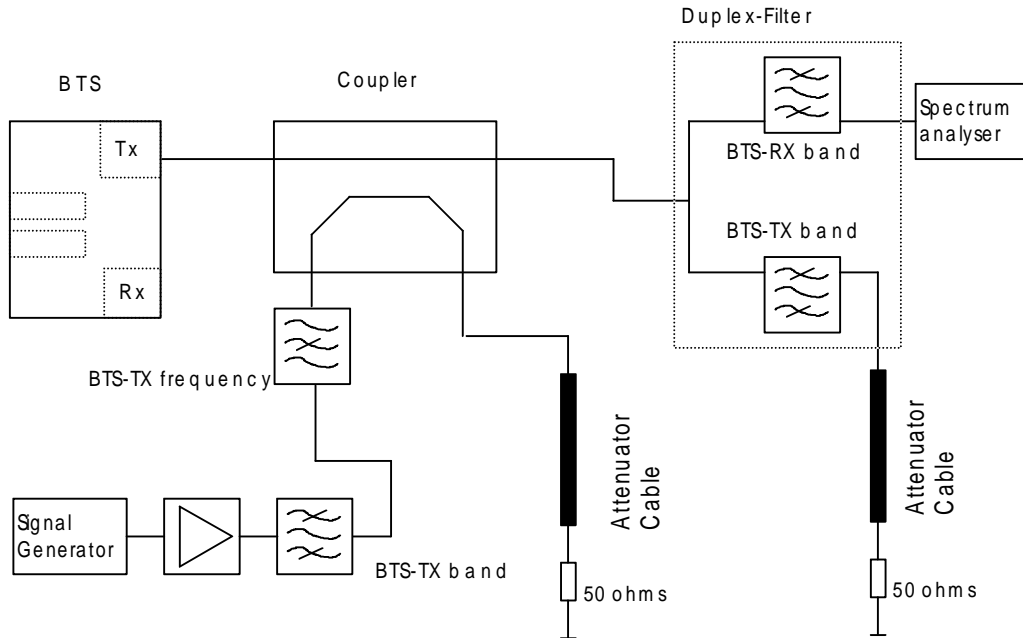 Duplex-Filter
BTS
Coupler
Tx
Spectrum
analyser
BTS-RX band
BTS-TX band
Rx
BTS-TX frequency
Attenuator
Cable
Attenuator
Cable
Signal
Generator
BTS-TX band
50 ohms
50 ohms